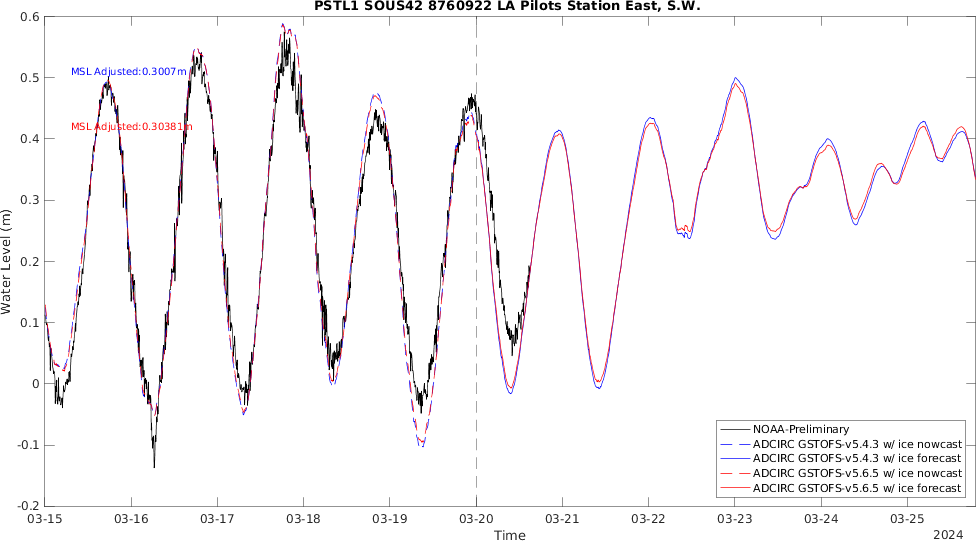 PSTL1 SOUS42 8760922 LA Pilots Station East, S.W.
0.6
0.5
0.4
0.3
0.2
0.1
0
-0.1
-0.2
Water Level (m)
MSL Adjusted:0.3007m
MSL Adjusted:0.30381m
NOAA-Preliminary
ADCIRC GSTOFS-v5.4.3 w/ ice nowcast
ADCIRC GSTOFS-v5.4.3 w/ ice forecast
ADCIRC GSTOFS-v5.6.5 w/ ice nowcast
ADCIRC GSTOFS-v5.6.5 w/ ice forecast
03-15 03-16 03-17 03-18 03-19 03-20 03-21 03-22 03-23 03-24 03-25
Time
2024